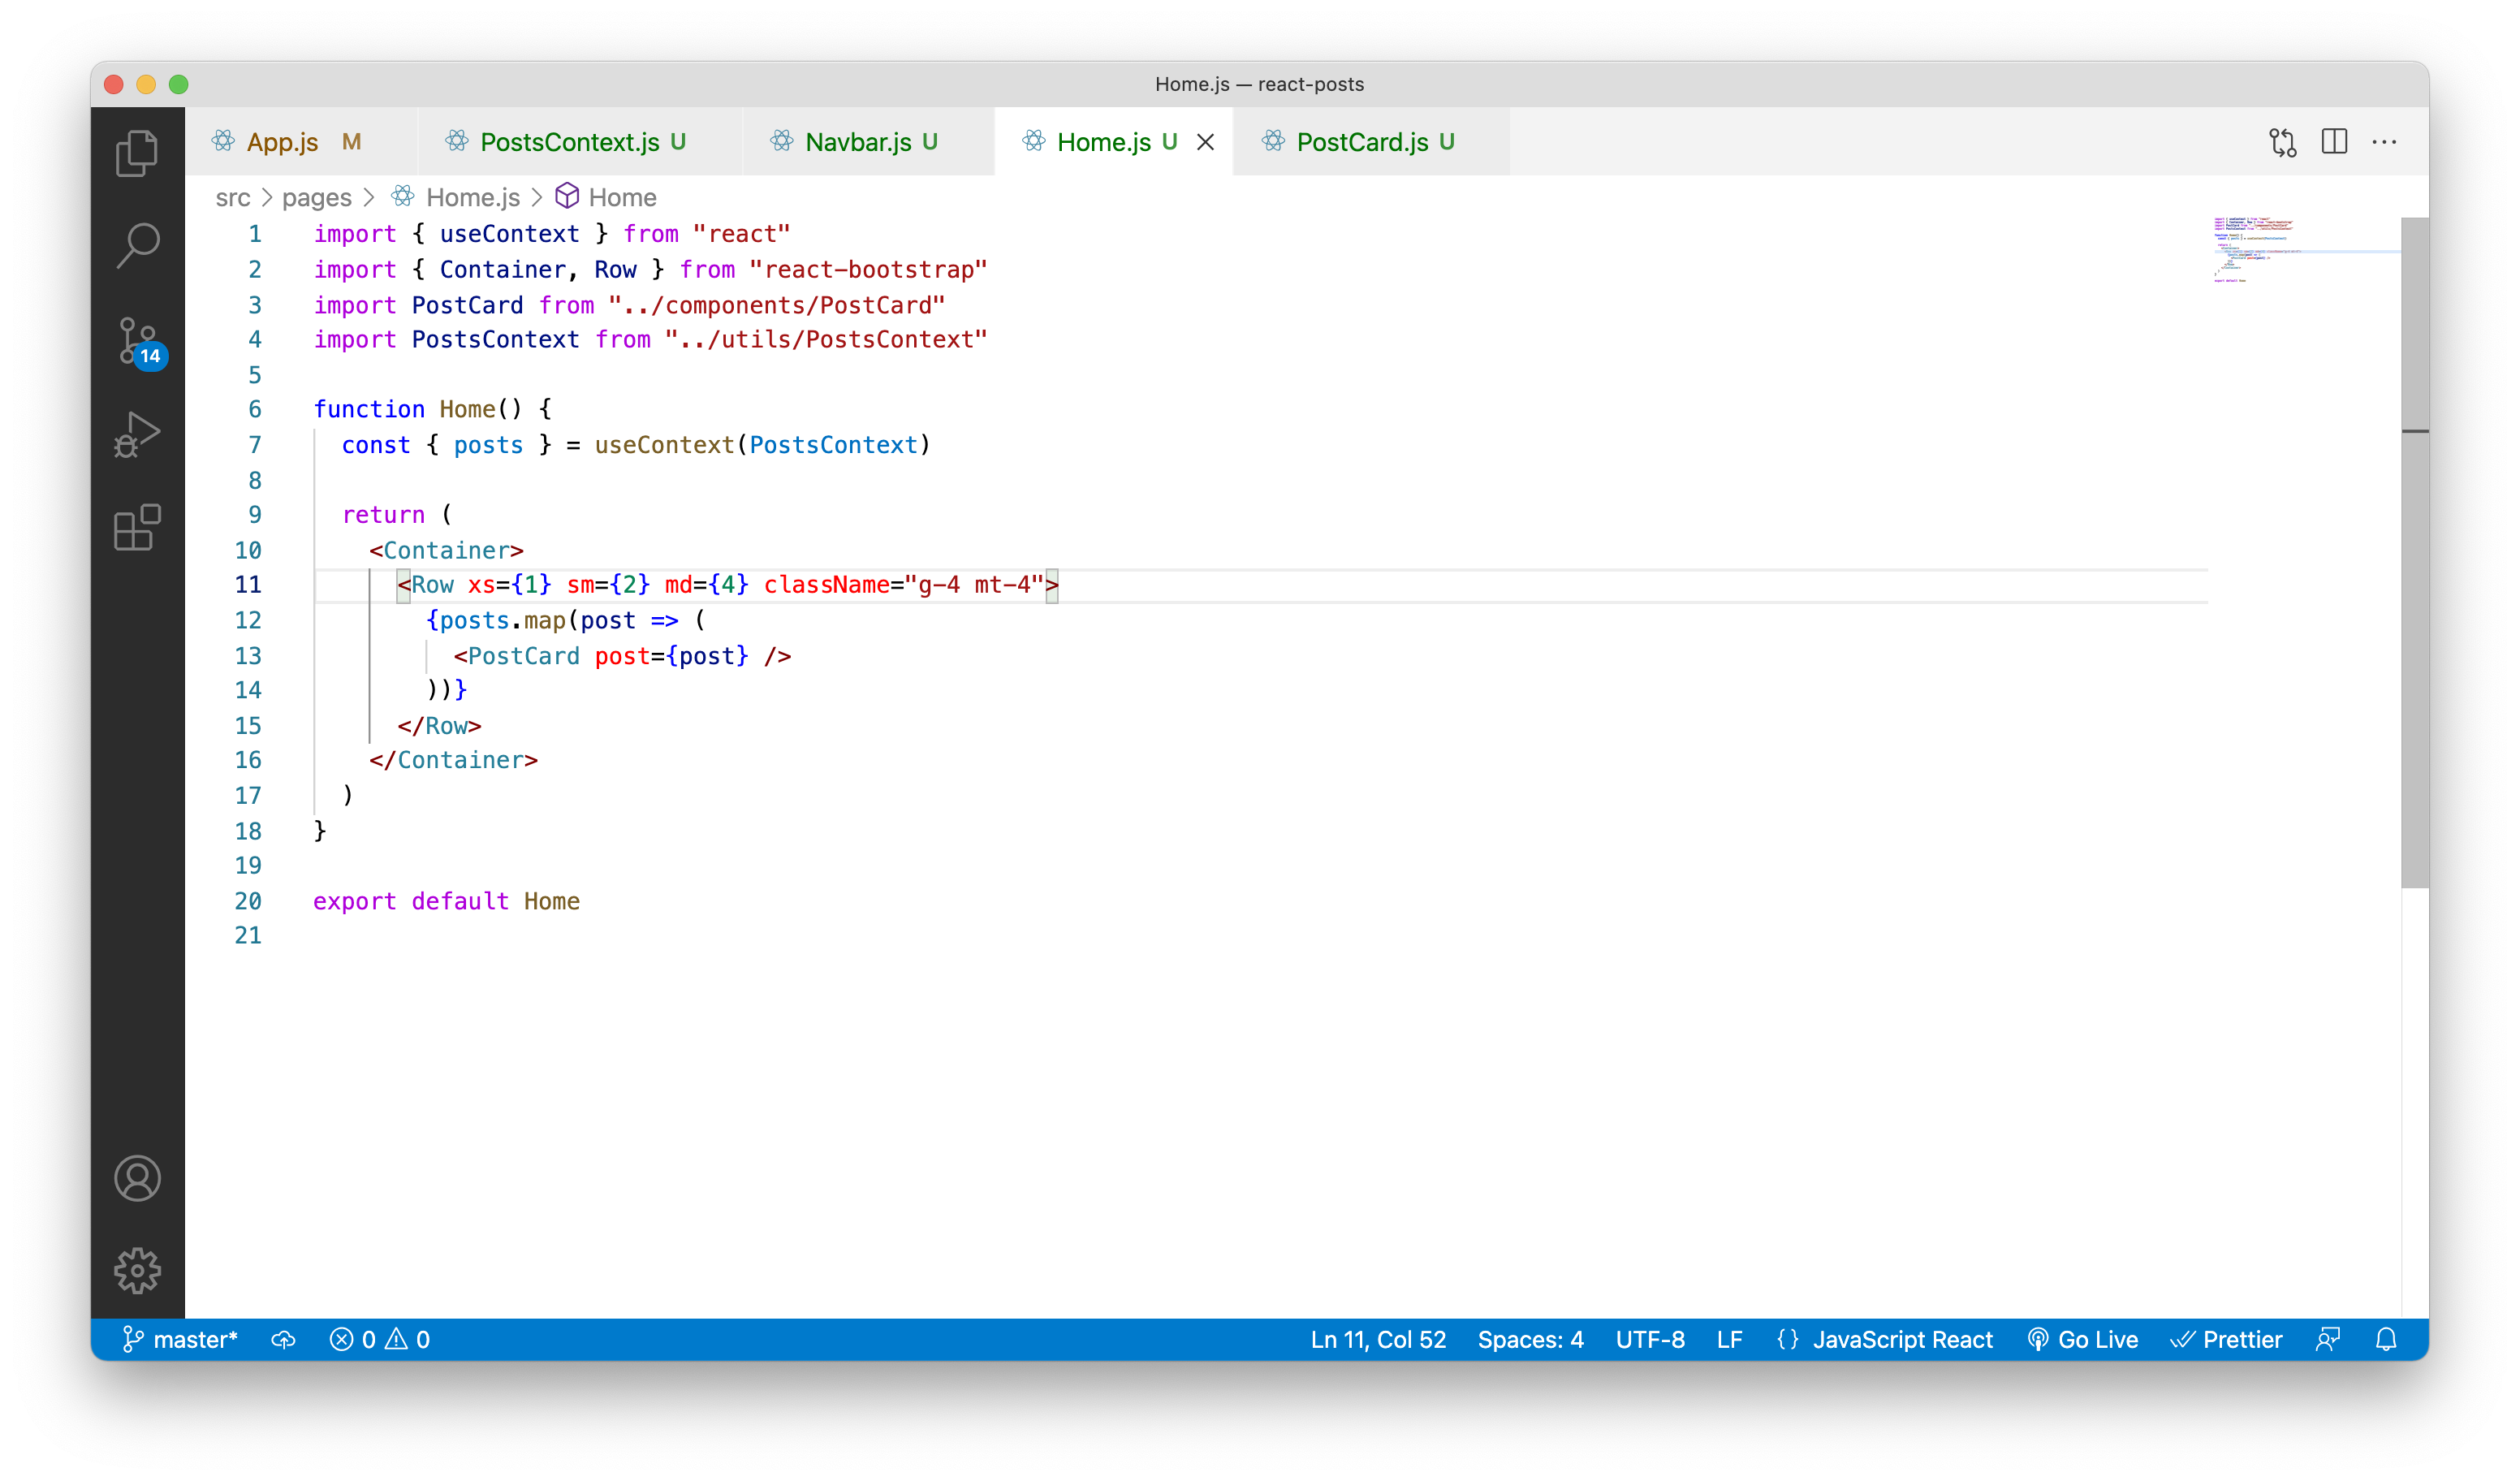 Home.js — react-posts
App.js M PostsContext.js U Navbar.js U Home.js U PostCard.js U
src > pages > Home.js > Home
1 import { useContext } from "react"
2 import { Container, Row } from "react-bootstrap"
3 import PostCard from "../components/PostCard"
4 import PostsContext from "../utils/PostsContext"
5
6 function Home() {
7 const { posts } = useContext(PostsContext)
8
9 return (
10 <Container>
11 <Row xs={1} sm={2} md={4} className="g-4 mt-4">
12 {posts.map(post => (
13 <PostCard post={post} />
14 ))}
15 </Row>
16 </Container>
17 )
18 }
19
20 export default Home
21
14
master* 0 0 Ln 11, Col 52 Spaces: 4 UTF-8 LF {} JavaScript React Go Live Prettier